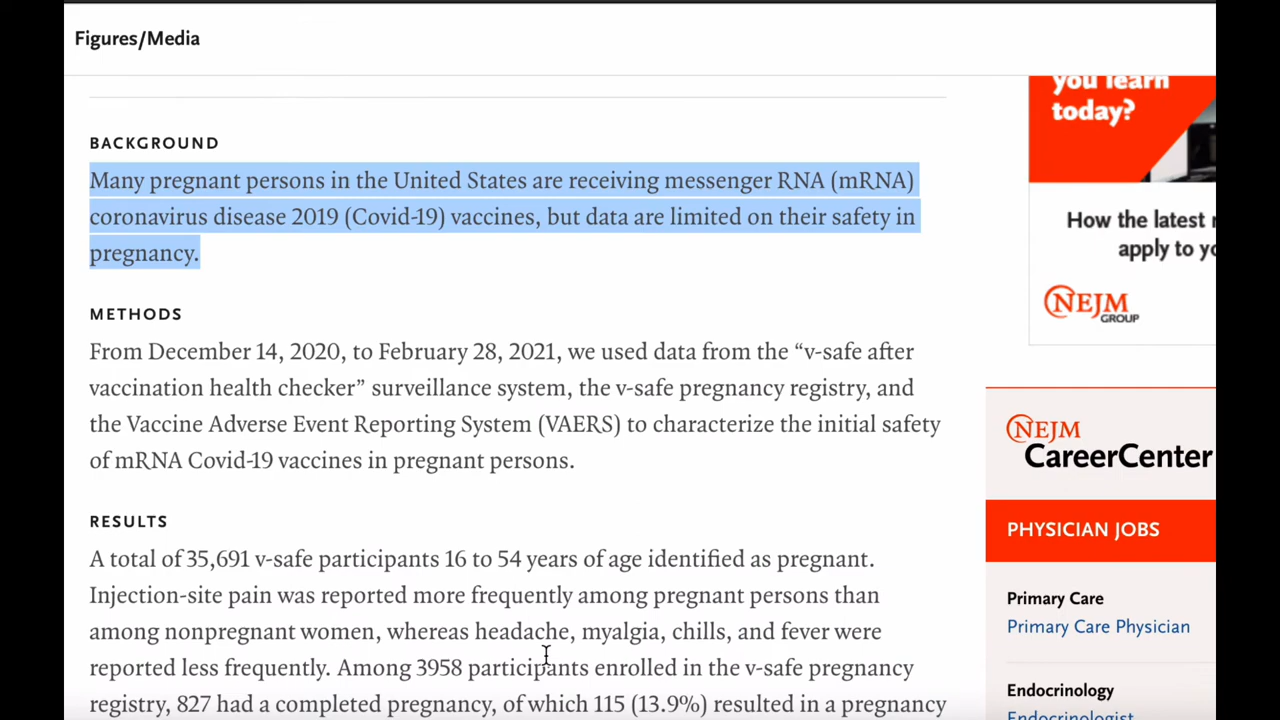 Figures/Media
BACKGROUND
Many pregnant persons in the United States are receiving messenger RNA (mRNA)
coronavirus disease 2019 (Covid-19) vaccines, but data are limited on their safety in
pregnancy.
METHODS
From December 14, 2020, to February 28, 2021, we used data from the “v-safe after
vaccination health checker” surveillance system, the v-safe pregnancy registry, and
the Vaccine Adverse Event Reporting System (VAERS) to characterize the initial safety
of mRNA Covid-19 vaccines in pregnant persons.
RESULTS
A total of 35,691 v-safe participants 16 to 54 years of age identified as pregnant.
Injection-site pain was reported more frequently among pregnant persons than
among nonpregnant women, whereas headache, myalgia, chills, and fever were
reported less frequently. Among 3958 participants enrolled in the v-safe pregnancy
registry, 827 had a completed pregnancy, of which 115 (13.9%) resulted in a pregnancy
you learn
today?
How the latest
apply to
NEJM
GROUP
NEJM
CareerCenter
PHYSICIAN JOBS
Primary Care
Primary Care Physician
Endocrinology
Endocrinologist